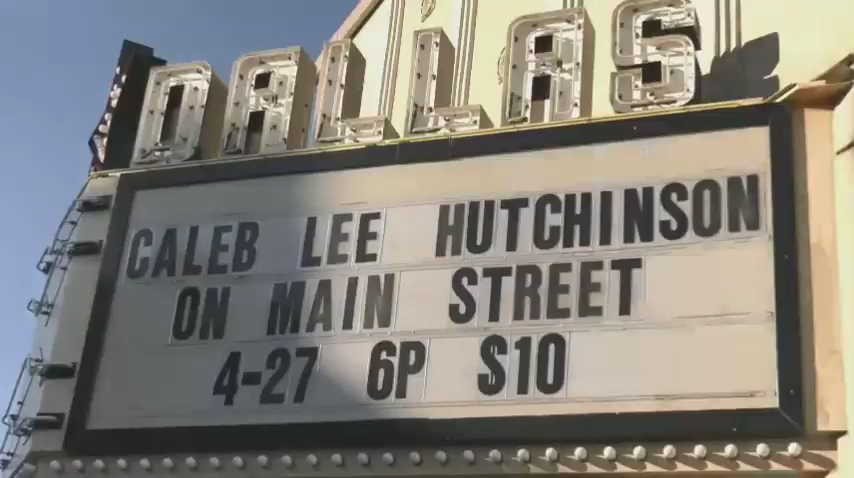 DALLAS
CALEB LEE HUTCHINSON
ON MAIN STREET
4-27 6P $10